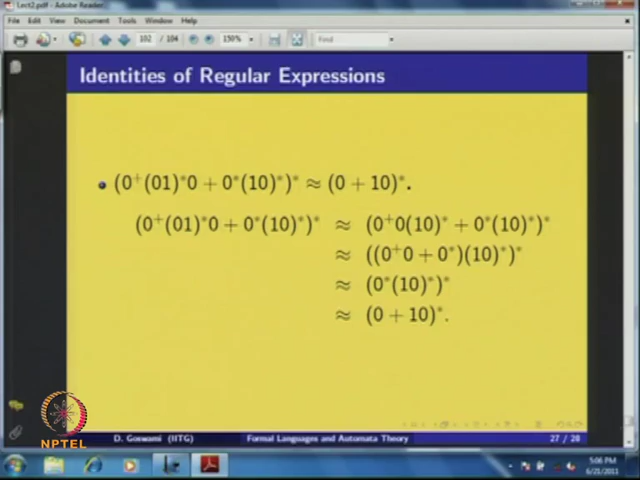 Lect2.pdf - Adobe Reader
File Edit View Document Tools Window Help
102 / 104 150% Find
Identities of Regular Expressions
• (0⁺(01)*0 + 0*(10)*)* ≈ (0 + 10)*.
(0⁺(01)*0 + 0*(10)*)* ≈ (0⁺0(10)* + 0*(10)*)*
≈ ((0⁺0 + 0*)(10)*)*
≈ (0*(10)*)*
≈ (0 + 10)*.
NPTEL
D. Goswami (IITG) Formal Languages and Automata Theory 27 / 28
5:06 PM
6/21/2011